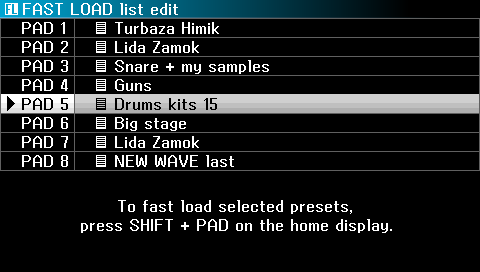 FL FAST LOAD list edit
PAD 1 Turbaza Himik
PAD 2 Lida Zamok
PAD 3 Snare + my samples
PAD 4 Guns
PAD 5 Drums kits 15
PAD 6 Big stage
PAD 7 Lida Zamok
PAD 8 NEW WAVE last
To fast load selected presets,
press SHIFT + PAD on the home display.